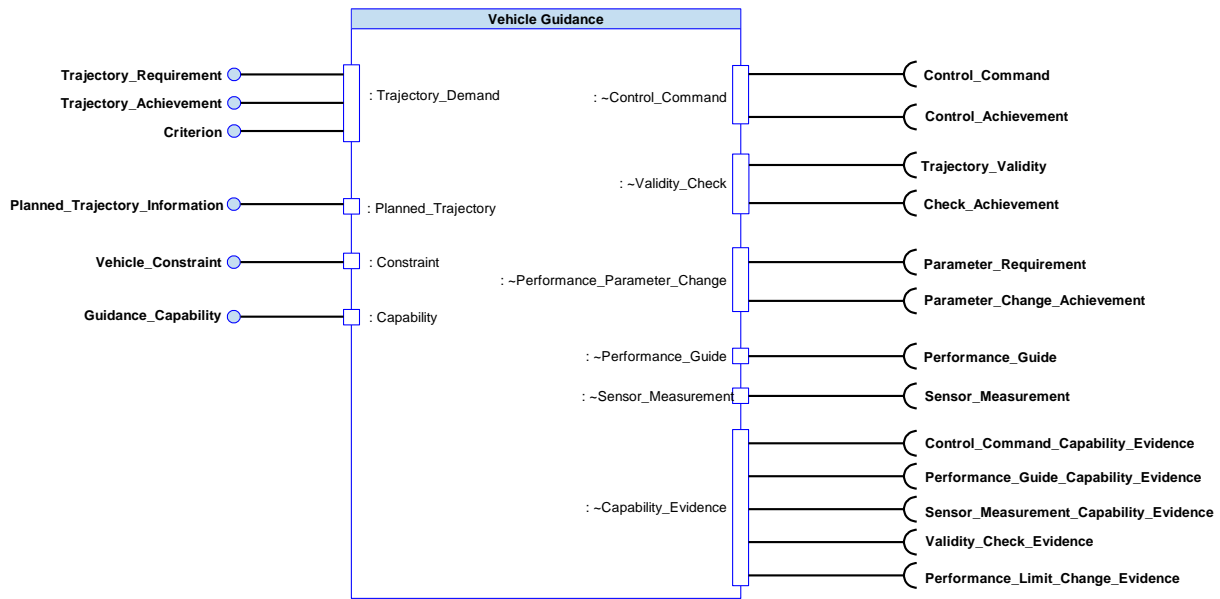 Vehicle Guidance
Trajectory_Requirement
Trajectory_Achievement
Criterion
: Trajectory_Demand
Planned_Trajectory_Information
: Planned_Trajectory
Vehicle_Constraint
: Constraint
Guidance_Capability
: Capability
: ~Control_Command
Control_Command
Control_Achievement
: ~Validity_Check
Trajectory_Validity
Check_Achievement
: ~Performance_Parameter_Change
Parameter_Requirement
Parameter_Change_Achievement
: ~Performance_Guide
Performance_Guide
: ~Sensor_Measurement
Sensor_Measurement
: ~Capability_Evidence
Control_Command_Capability_Evidence
Performance_Guide_Capability_Evidence
Sensor_Measurement_Capability_Evidence
Validity_Check_Evidence
Performance_Limit_Change_Evidence